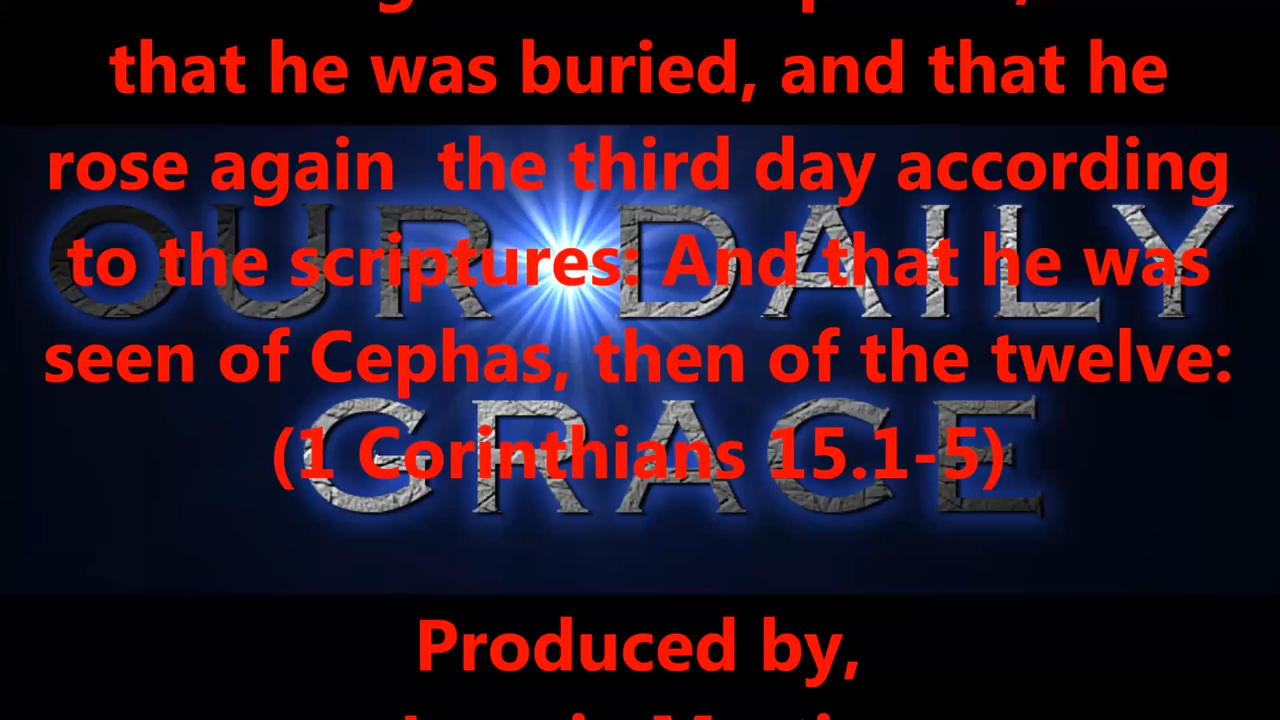 that he was buried, and that he
rose again  the third day according
OUR DAILY
to the scriptures: And that he was
seen of Cephas, then of the twelve:
GRACE
(1 Corinthians 15.1-5)
Produced by,